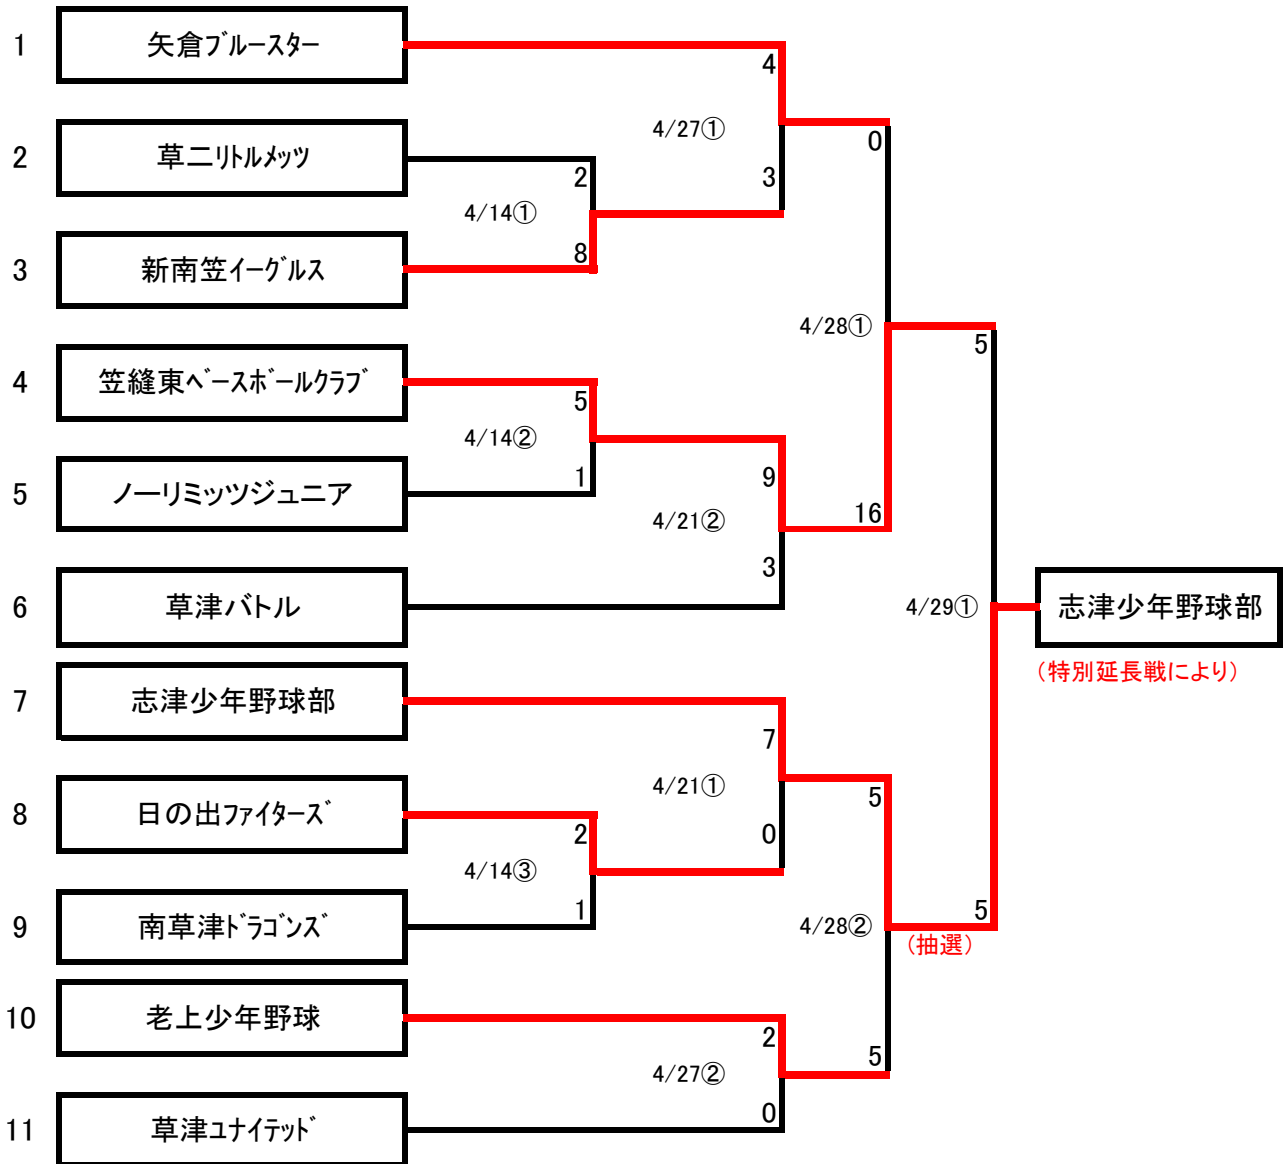 1 矢倉ブルースター
4
4/27①
2 草二リトルメッツ
0
2
3
4/14①
8
3 新南笠イーグルス
4/28①
5
4 笠縫東ベースボールクラブ
5
4/14②
1
9
5 ノーリミッツジュニア
16
4/21②
3
6 草津バトル
4/29①
志津少年野球部
(特別延長戦により)
7 志津少年野球部
7
4/21①
5
8 日の出ファイターズ
2
0
4/14③
1
5
9 南草津ドラゴンズ
4/28②
(抽選)
10 老上少年野球
2
5
4/27②
0
11 草津ユナイテッド